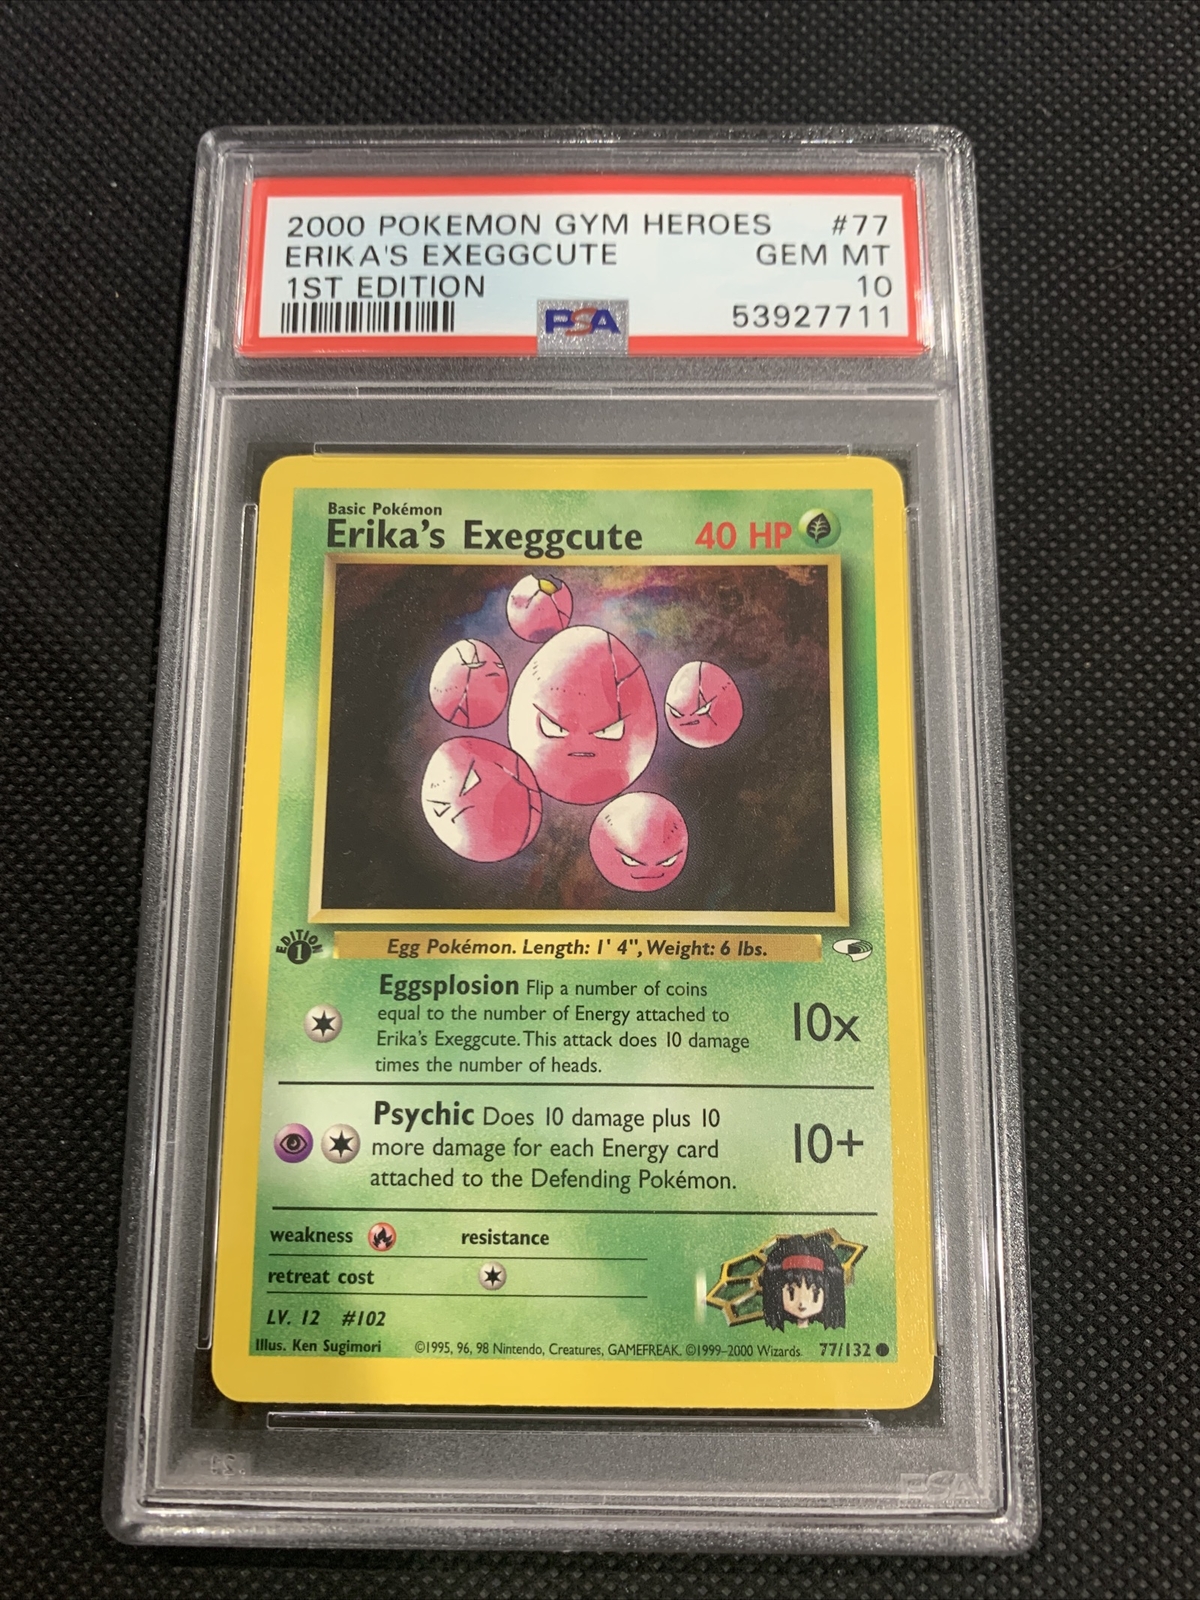 2000 POKEMON GYM HEROES #77
ERIKA'S EXEGGCUTE GEM MT
1ST EDITION 10
PSA 53927711
Basic Pokémon
Erika's Exeggcute 40 HP
EDITION 1
Egg Pokémon. Length: 1' 4", Weight: 6 lbs.
Eggsplosion Flip a number of coins
equal to the number of Energy attached to
Erika's Exeggcute. This attack does 10 damage
times the number of heads.
10x
Psychic Does 10 damage plus 10
more damage for each Energy card
attached to the Defending Pokémon.
10+
weakness resistance
retreat cost
LV. 12 #102
Illus. Ken Sugimori ©1995, 96, 98 Nintendo, Creatures, GAMEFREAK. ©1999-2000 Wizards. 77/132
PSA